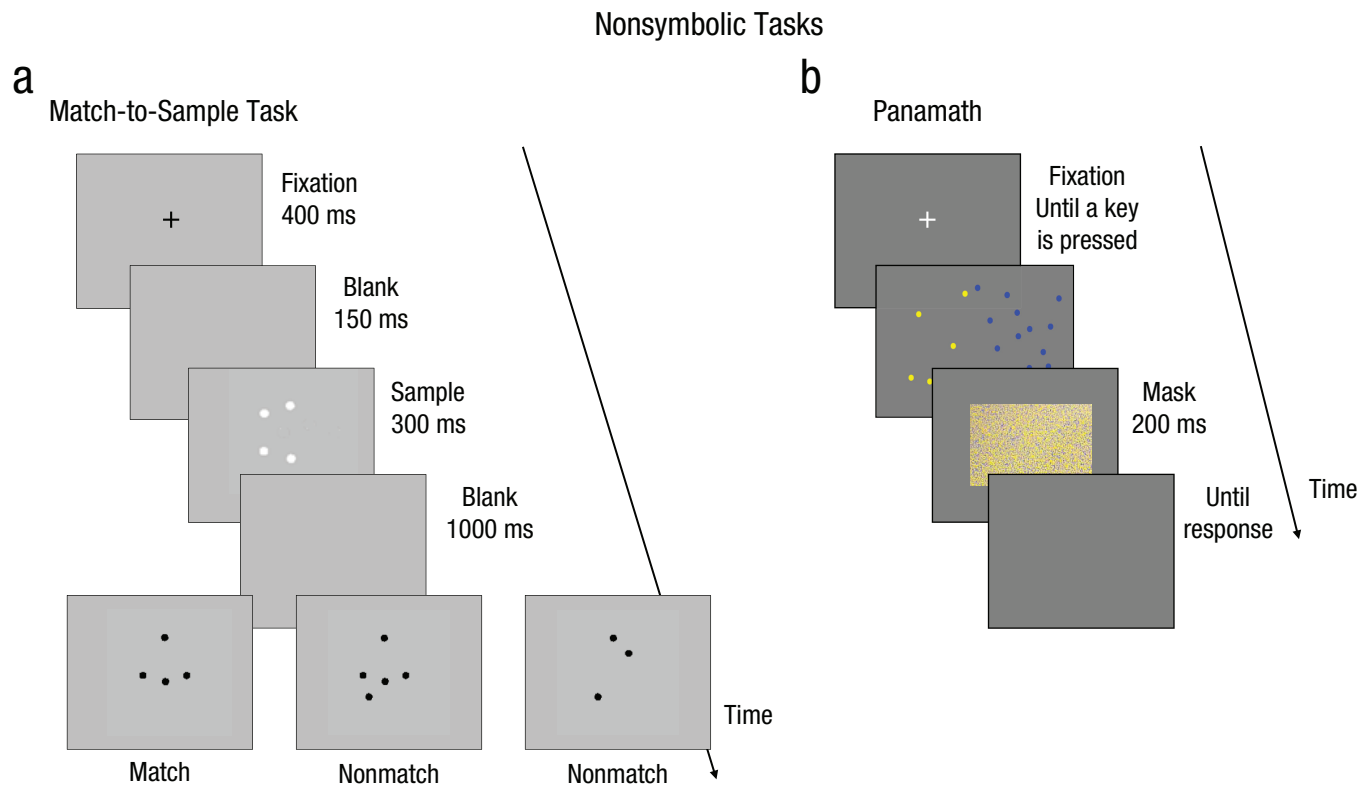 Nonsymbolic Tasks
a
Match-to-Sample Task
Fixation
400 ms
Blank
150 ms
Sample
300 ms
Blank
1000 ms
Match
Nonmatch
Nonmatch
Time
b
Panamath
Fixation
Until a key
is pressed
Mask
200 ms
Until
response
Time